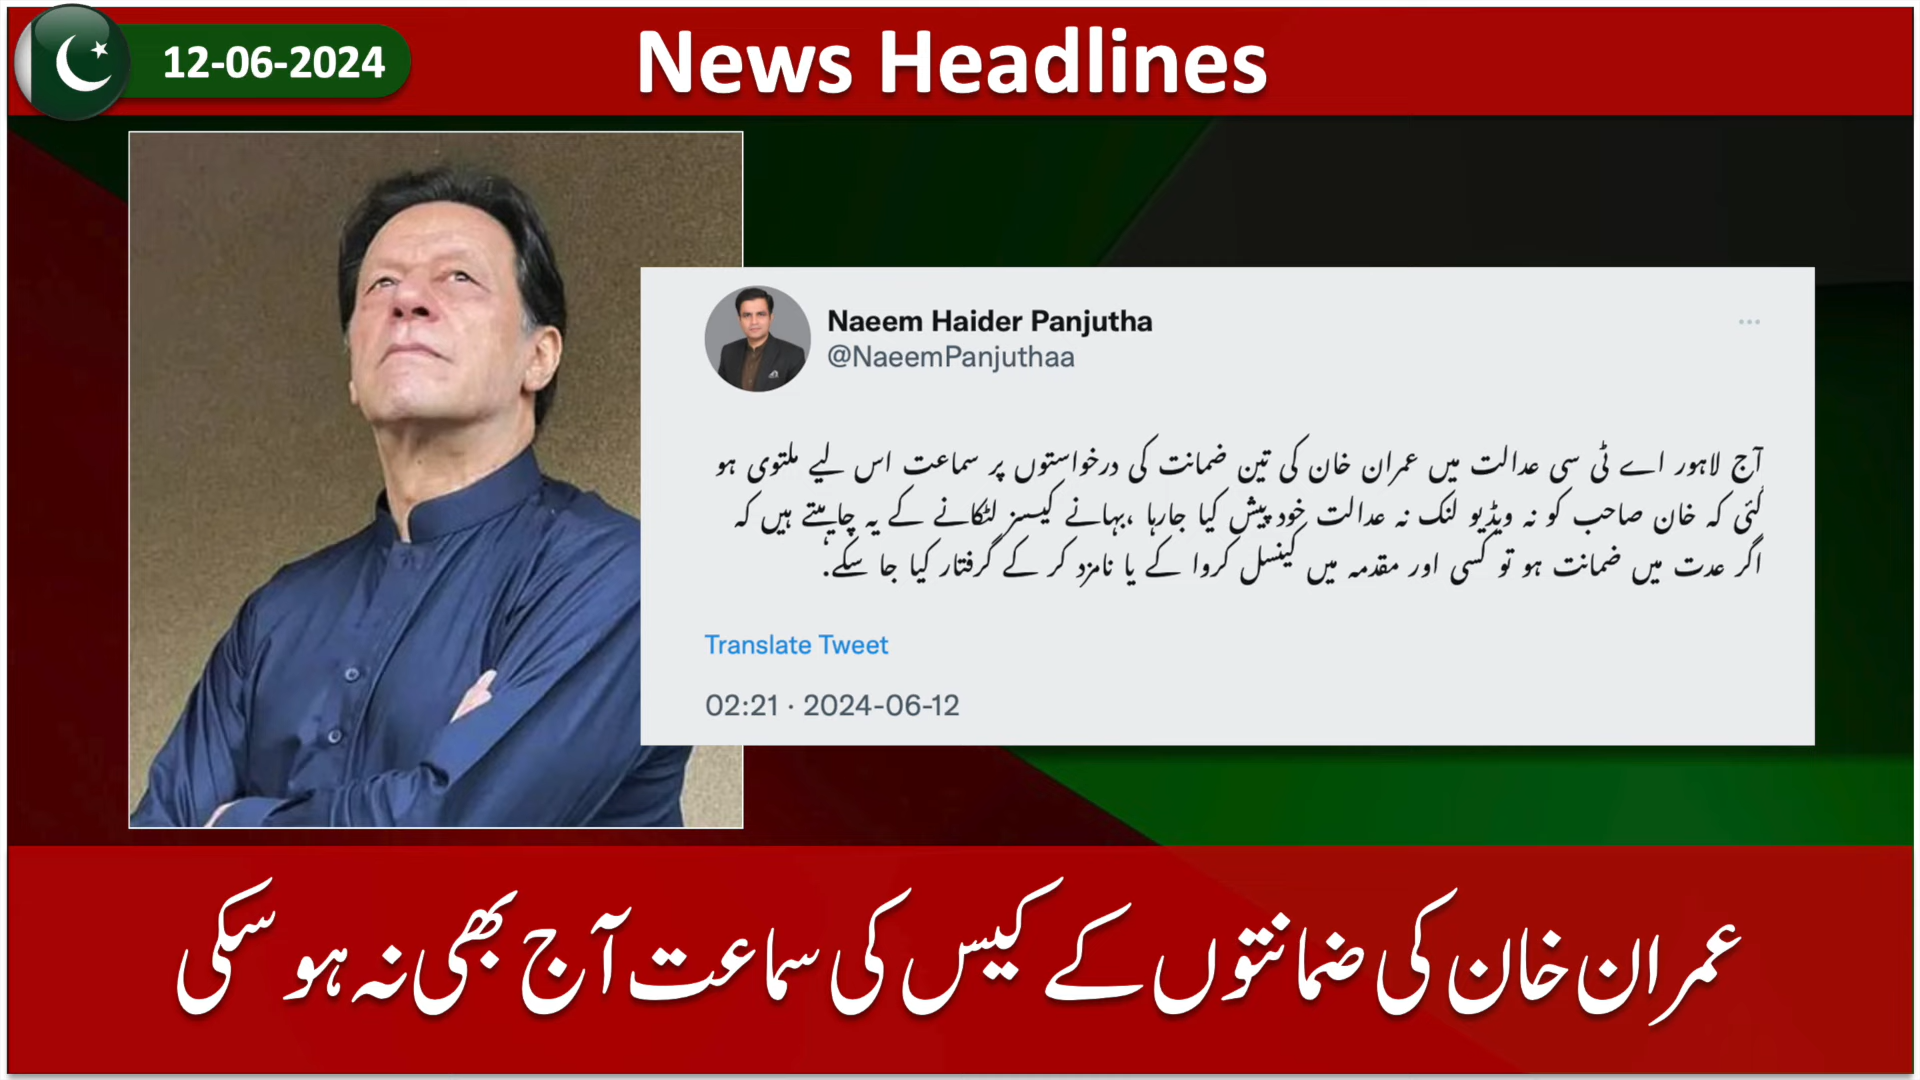 12-06-2024
News Headlines
Naeem Haider Panjutha
@NaeemPanjuthaa
آج لاہور اے ٹی سی عدالت میں عمران خان کی تین ضمانت کی درخواستوں پر سماعت اس لیے ملتوی ہو
گئی کہ خان صاحب کو نہ ویڈیو لنک نہ عدالت خود پیش کیا جارہا ،بہانے کیسز لٹکانے کے یہ چاہتے ہیں کہ
اگر عدت میں ضمانت ہو تو کسی اور مقدمہ میں کینسل کروا کے یا نامزد کر کے گرفتار کیا جا سکے.
Translate Tweet
02:21 · 2024-06-12
عمران خان کی ضمانتوں کے کیس کی سماعت آج بھی نہ ہو سکی